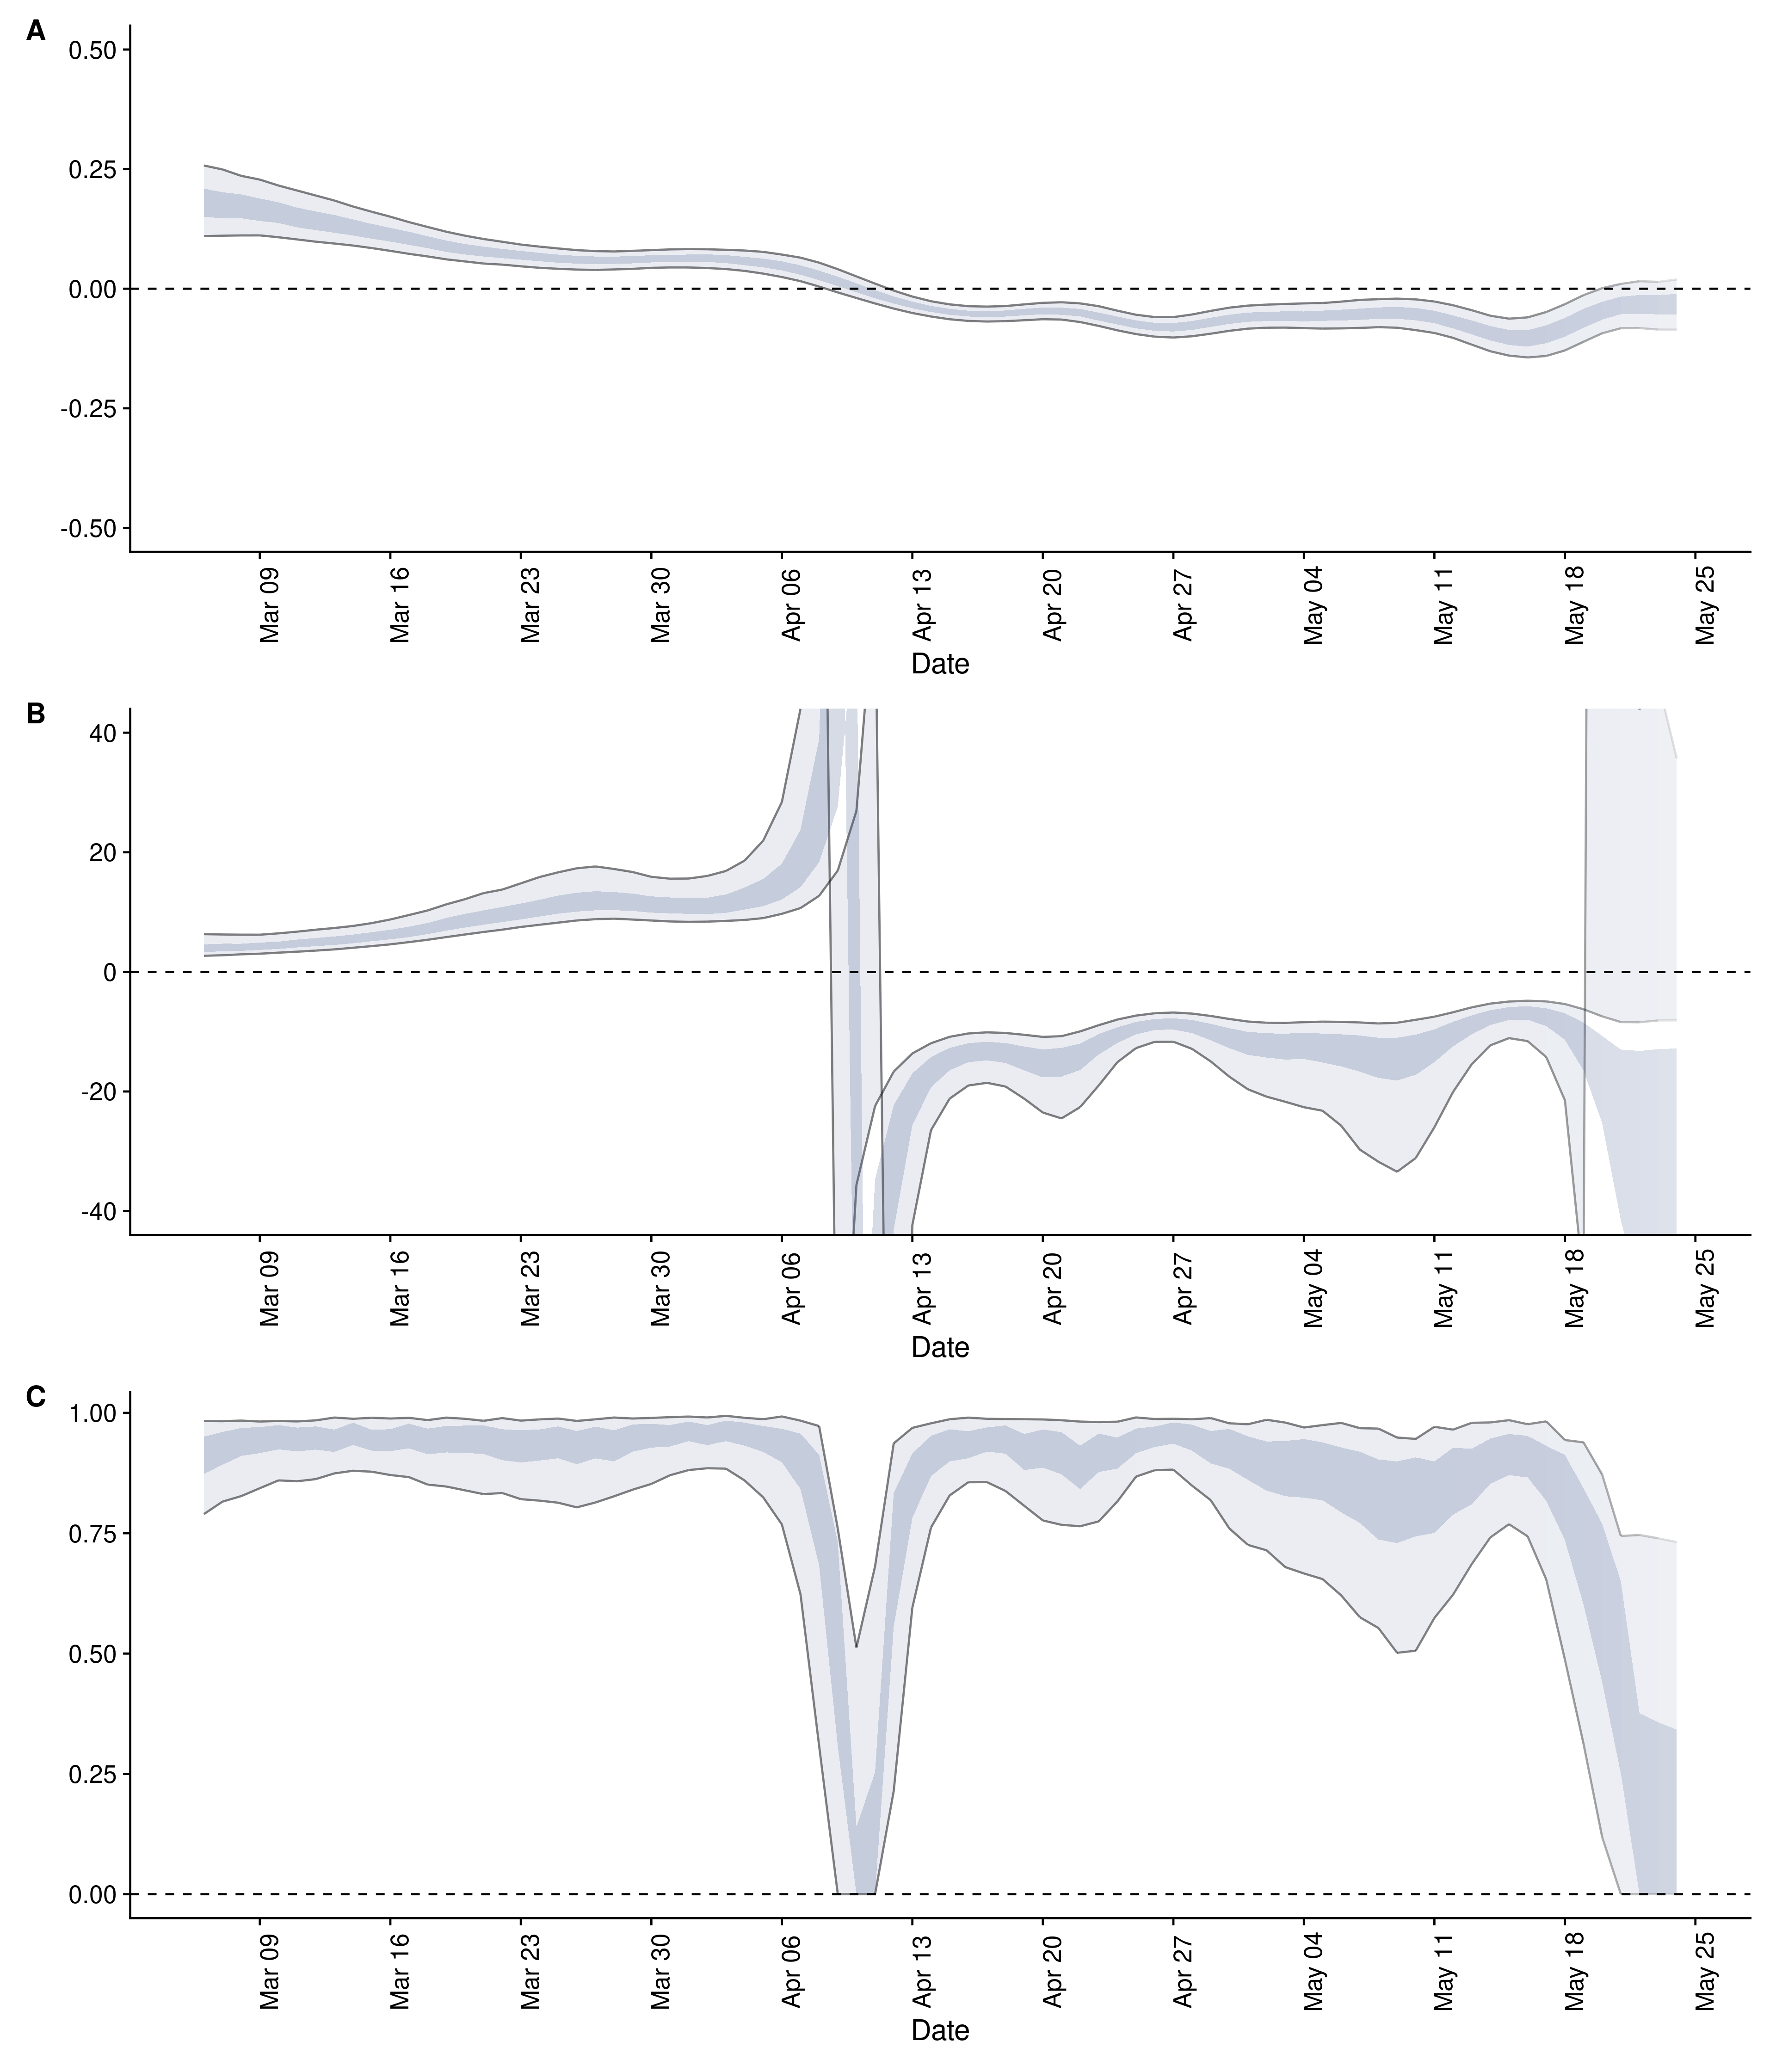 A
0.50
0.25
0.00
-0.25
-0.50
Mar 09
Mar 16
Mar 23
Mar 30
Apr 06
Apr 13
Apr 20
Apr 27
May 04
May 11
May 18
May 25
Date
B
40
20
0
-20
-40
Mar 09
Mar 16
Mar 23
Mar 30
Apr 06
Apr 13
Apr 20
Apr 27
May 04
May 11
May 18
May 25
Date
C
1.00
0.75
0.50
0.25
0.00
Mar 09
Mar 16
Mar 23
Mar 30
Apr 06
Apr 13
Apr 20
Apr 27
May 04
May 11
May 18
May 25
Date